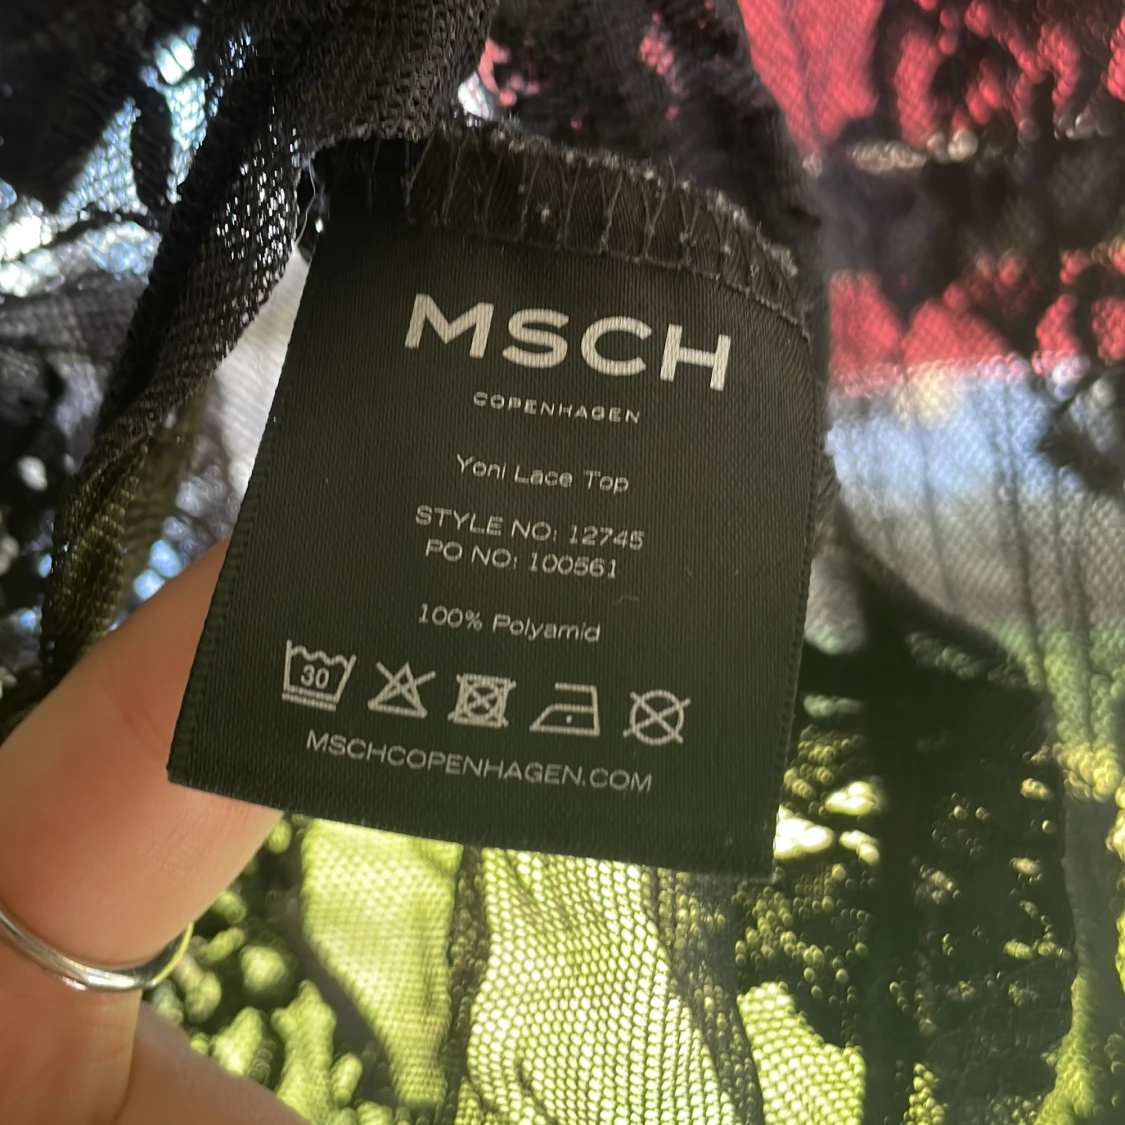 MSCH
COPENHAGEN
Yoni Lace Top
STYLE NO: 12745
PO NO: 100561
100% Polyamid
30
MSCHCOPENHAGEN.COM